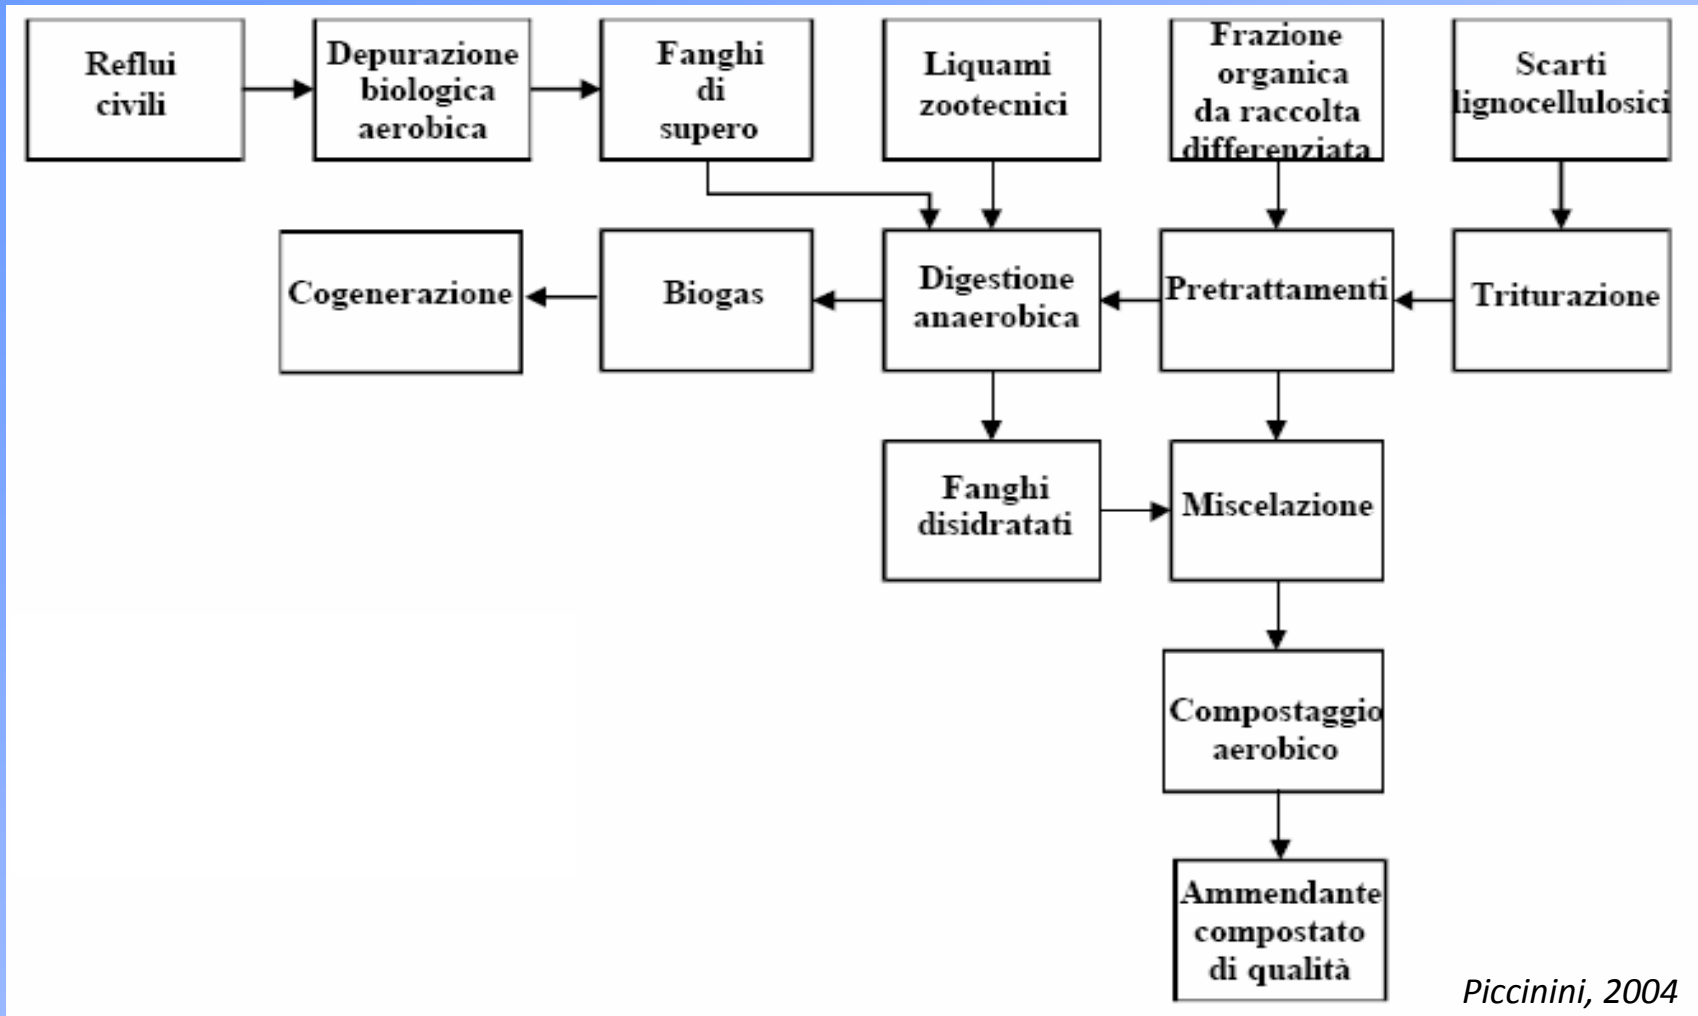 Reflui
civili
Depurazione
biologica
aerobica
Fanghi
di
supero
Liquami
zootecnici
Frazione
organica
da raccolta
differenziata
Scarti
lignocellulosici
Cogenerazione
Biogas
Digestione
anaerobica
Pretrattamenti
Triturazione
Fanghi
disidratati
Miscelazione
Compostaggio
aerobico
Ammendante
compostato
di qualità
Piccinini, 2004